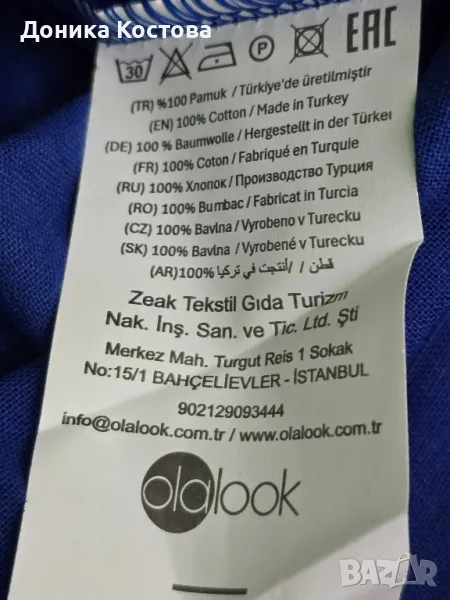 Доника Костова
30
P
EAC
(TR) %100 Pamuk / Türkiye'de üretilmiştir
(EN) 100% Cotton / Made in Turkey
(DE) 100 % Baumwolle / Hergestellt in der Türkei
(FR) 100% Coton / Fabriqué en Turquie
(RU) 100% Хлопок / Производство Турция
(RO) 100% Bumbac / Fabricat in Turcia
(CZ) 100% Bavlna / Vyrobeno v Turecku
(SK) 100% Bavlna / Vyrobené v Turecku
(AR)100% قطن / / أنتجت في تركيا
Zeak Tekstil Gıda Turizm
Nak. İnş. San. ve Tic. Ltd. Şti
Merkez Mah. Turgut Reis 1 Sokak
No:15/1 BAHÇELİEVLER - İSTANBUL
902129093444
info@olalook.com.tr / www.olalook.com.tr
olalook
BAZAR